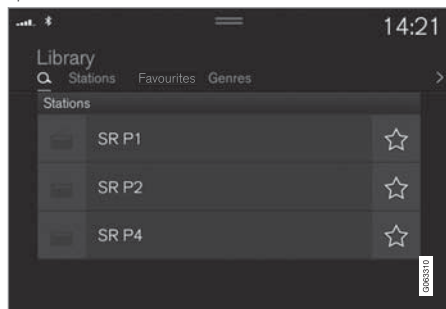 14:21
Library
Stations Favourites Genres
Stations
SR P1
SR P2
SR P4
G063310